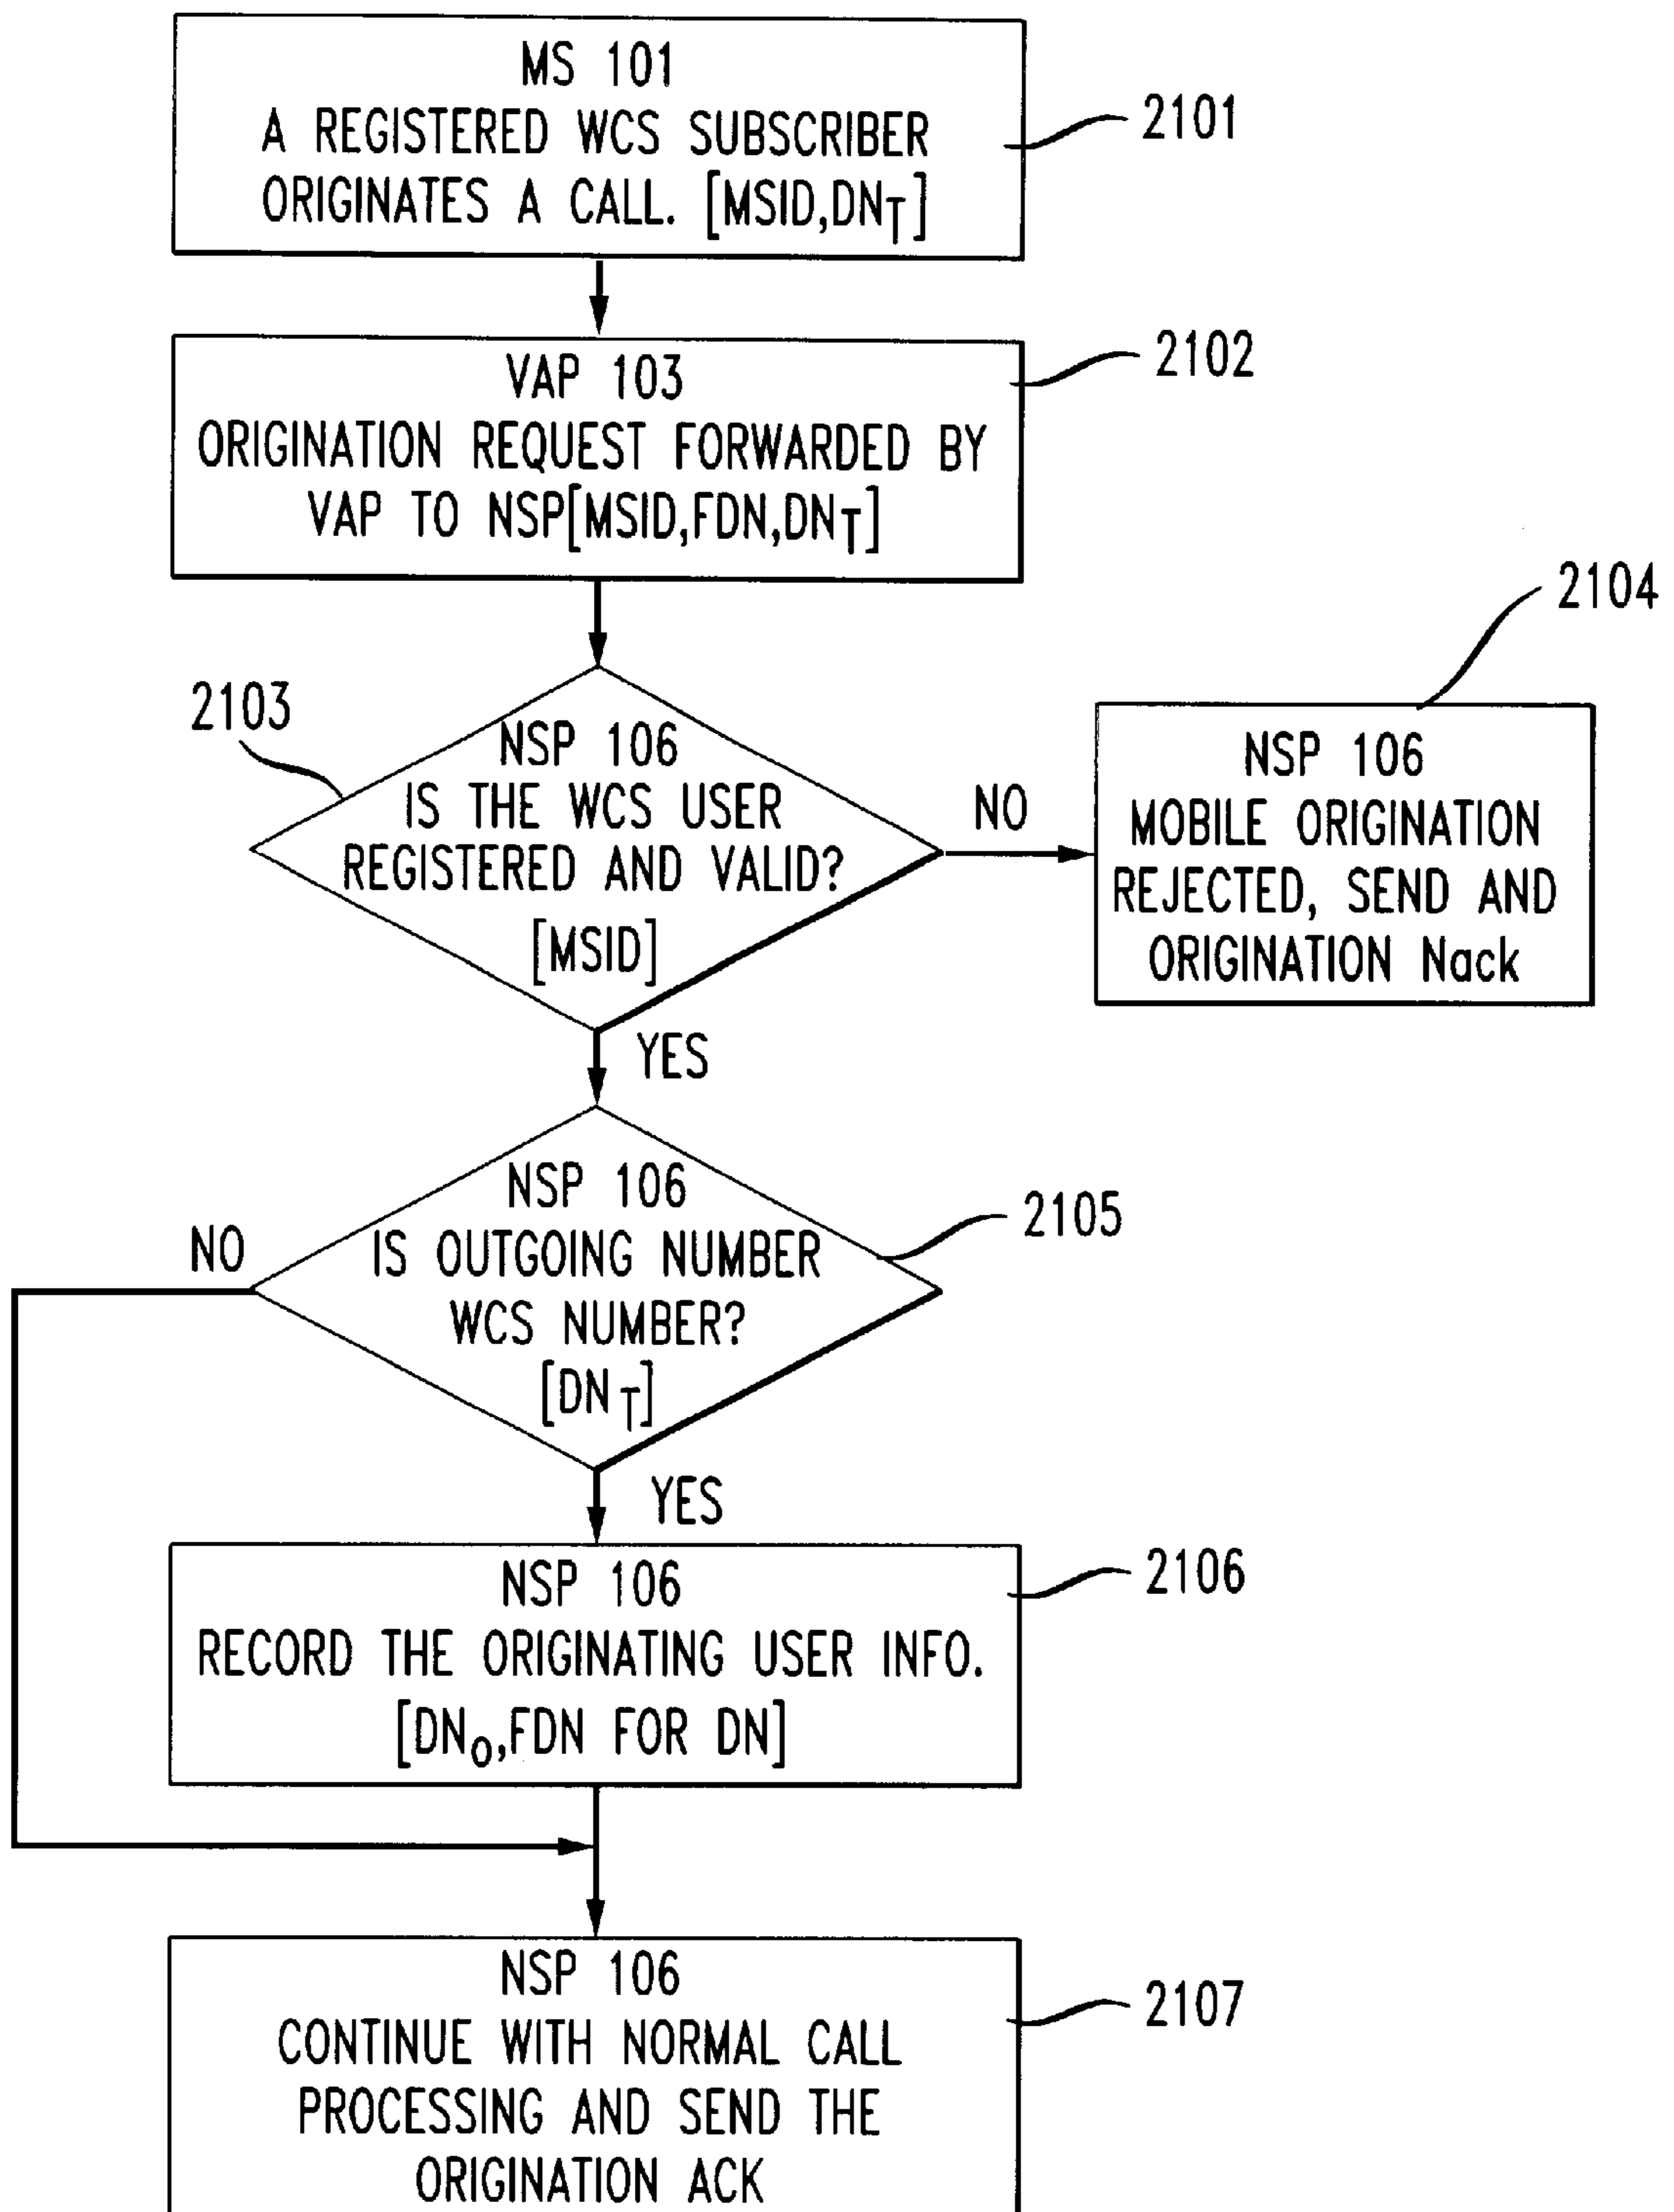 MS 101
A REGISTERED WCS SUBSCRIBER
ORIGINATES A CALL. [MSID,DNT]
2101
VAP 103
ORIGINATION REQUEST FORWARDED BY
VAP TO NSP[MSID,FDN,DNT]
2102
2103
NSP 106
IS THE WCS USER
REGISTERED AND VALID?
[MSID]
NO
YES
2104
NSP 106
MOBILE ORIGINATION
REJECTED, SEND AND
ORIGINATION Nack
NSP 106
IS OUTGOING NUMBER
WCS NUMBER?
[DNT]
2105
NO
YES
NSP 106
RECORD THE ORIGINATING USER INFO.
[DNO,FDN FOR DN]
2106
NSP 106
CONTINUE WITH NORMAL CALL
PROCESSING AND SEND THE
ORIGINATION ACK
2107